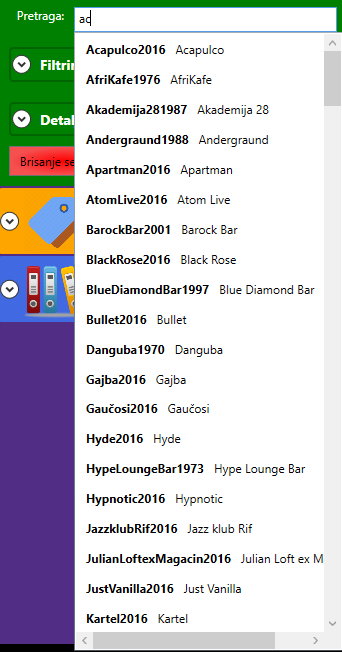 Pretraga:
ac
Filtrir
Detal
Brisanje se
Acapulco2016 Acapulco
AfriKafe1976 AfriKafe
Akademija281987 Akademija 28
Andergraund1988 Andergraund
Apartman2016 Apartman
AtomLive2016 Atom Live
BarockBar2001 Barock Bar
BlackRose2016 Black Rose
BlueDiamondBar1997 Blue Diamond Bar
Bullet2016 Bullet
Danguba1970 Danguba
Gajba2016 Gajba
Gaučosi2016 Gaučosi
Hyde2016 Hyde
HypeLoungeBar1973 Hype Lounge Bar
Hypnotic2016 Hypnotic
JazzklubRif2016 Jazz klub Rif
JulianLoftexMagacin2016 Julian Loft ex M
JustVanilla2016 Just Vanilla
Kartel2016 Kartel